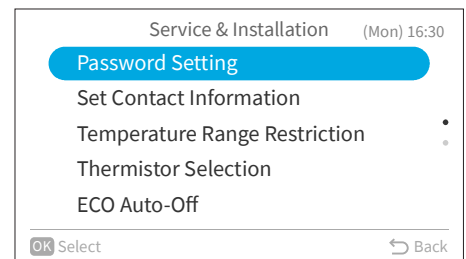 Service & Installation (Mon) 16:30
Password Setting
Set Contact Information
Temperature Range Restriction
Thermistor Selection
ECO Auto-Off
OK Select Back